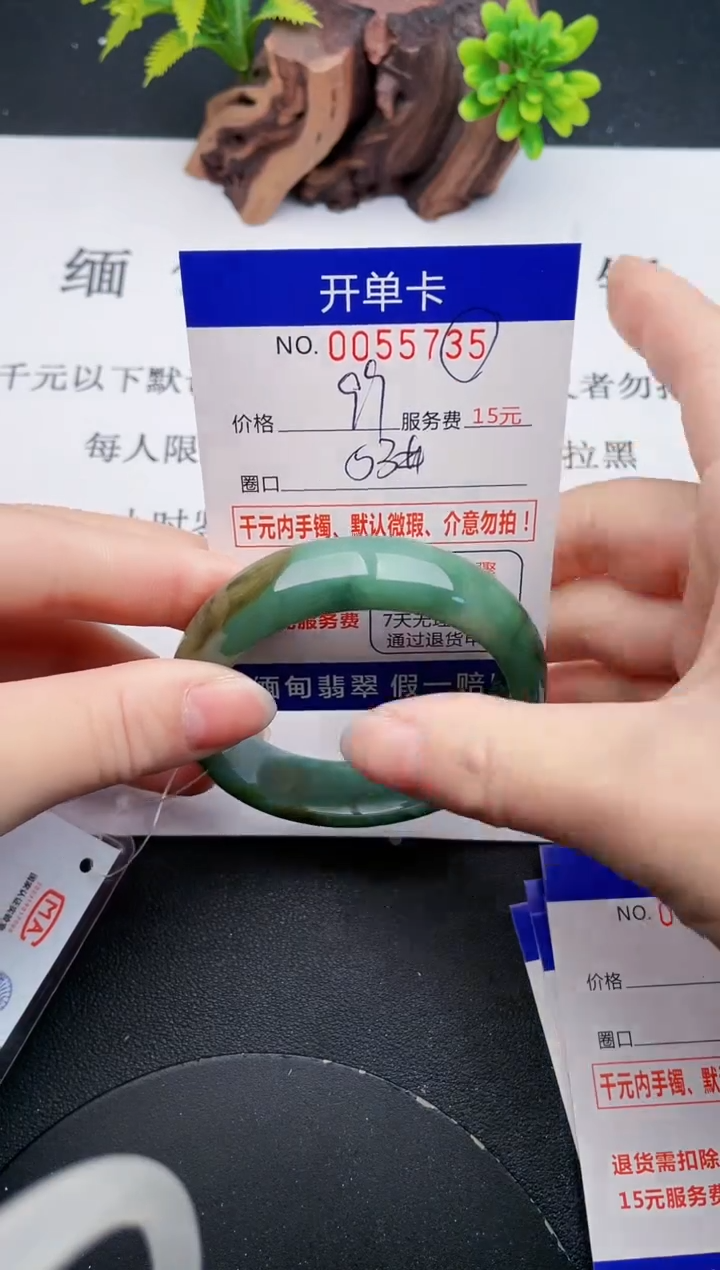 缅
千元以下默
者勿拍
每人限
拉黑
开单卡
NO. 0055735
价格 99 服务费 15元
圈口 53#
千元内手镯、默认微瑕、介意勿拍！
服务费
7天无理
通过退货
缅甸翡翠 假一赔
MA
NO. 0
价格
圈口
千元内手镯、默
退货需扣除
15元服务费